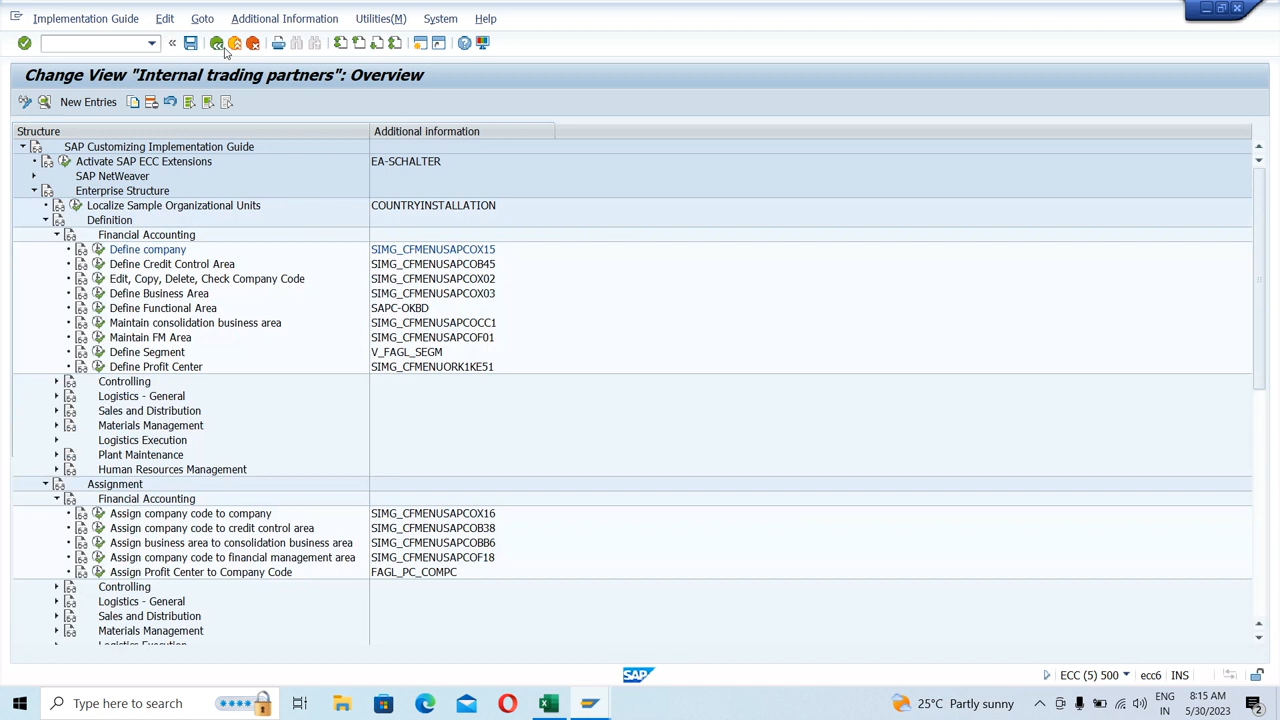 Implementation Guide Edit Goto Additional Information Utilities(M) System Help
Change View "Internal trading partners": Overview
New Entries
Structure Additional information
SAP Customizing Implementation Guide
Activate SAP ECC Extensions EA-SCHALTER
SAP NetWeaver
Enterprise Structure
Localize Sample Organizational Units COUNTRYINSTALLATION
Definition
Financial Accounting
Define company SIMG_CFMENUSAPCOX15
Define Credit Control Area SIMG_CFMENUSAPCOB45
Edit, Copy, Delete, Check Company Code SIMG_CFMENUSAPCOX02
Define Business Area SIMG_CFMENUSAPCOX03
Define Functional Area SAPC-OKBD
Maintain consolidation business area SIMG_CFMENUSAPCOCC1
Maintain FM Area SIMG_CFMENUSAPCOF01
Define Segment V_FAGL_SEGM
Define Profit Center SIMG_CFMENUORK1KE51
Controlling
Logistics - General
Sales and Distribution
Materials Management
Logistics Execution
Plant Maintenance
Human Resources Management
Assignment
Financial Accounting
Assign company code to company SIMG_CFMENUSAPCOX16
Assign company code to credit control area SIMG_CFMENUSAPCOB38
Assign business area to consolidation business area SIMG_CFMENUSAPCOBB6
Assign company code to financial management area SIMG_CFMENUSAPCOF18
Assign Profit Center to Company Code FAGL_PC_COMPC
Controlling
Logistics - General
Sales and Distribution
Materials Management
Logistics Execution
SAP ECC (5) 500 ecc6 INS
Type here to search 25°C Partly sunny ENG IN 8:15 AM 5/30/2023 2